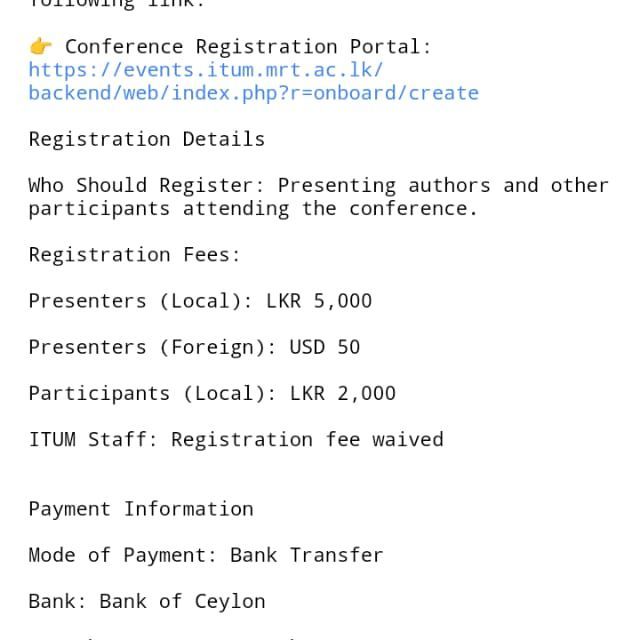 following link.
👉 Conference Registration Portal:
https://events.itum.mrt.ac.lk/
backend/web/index.php?r=onboard/create
Registration Details
Who Should Register: Presenting authors and other
participants attending the conference.
Registration Fees:
Presenters (Local): LKR 5,000
Presenters (Foreign): USD 50
Participants (Local): LKR 2,000
ITUM Staff: Registration fee waived
Payment Information
Mode of Payment: Bank Transfer
Bank: Bank of Ceylon